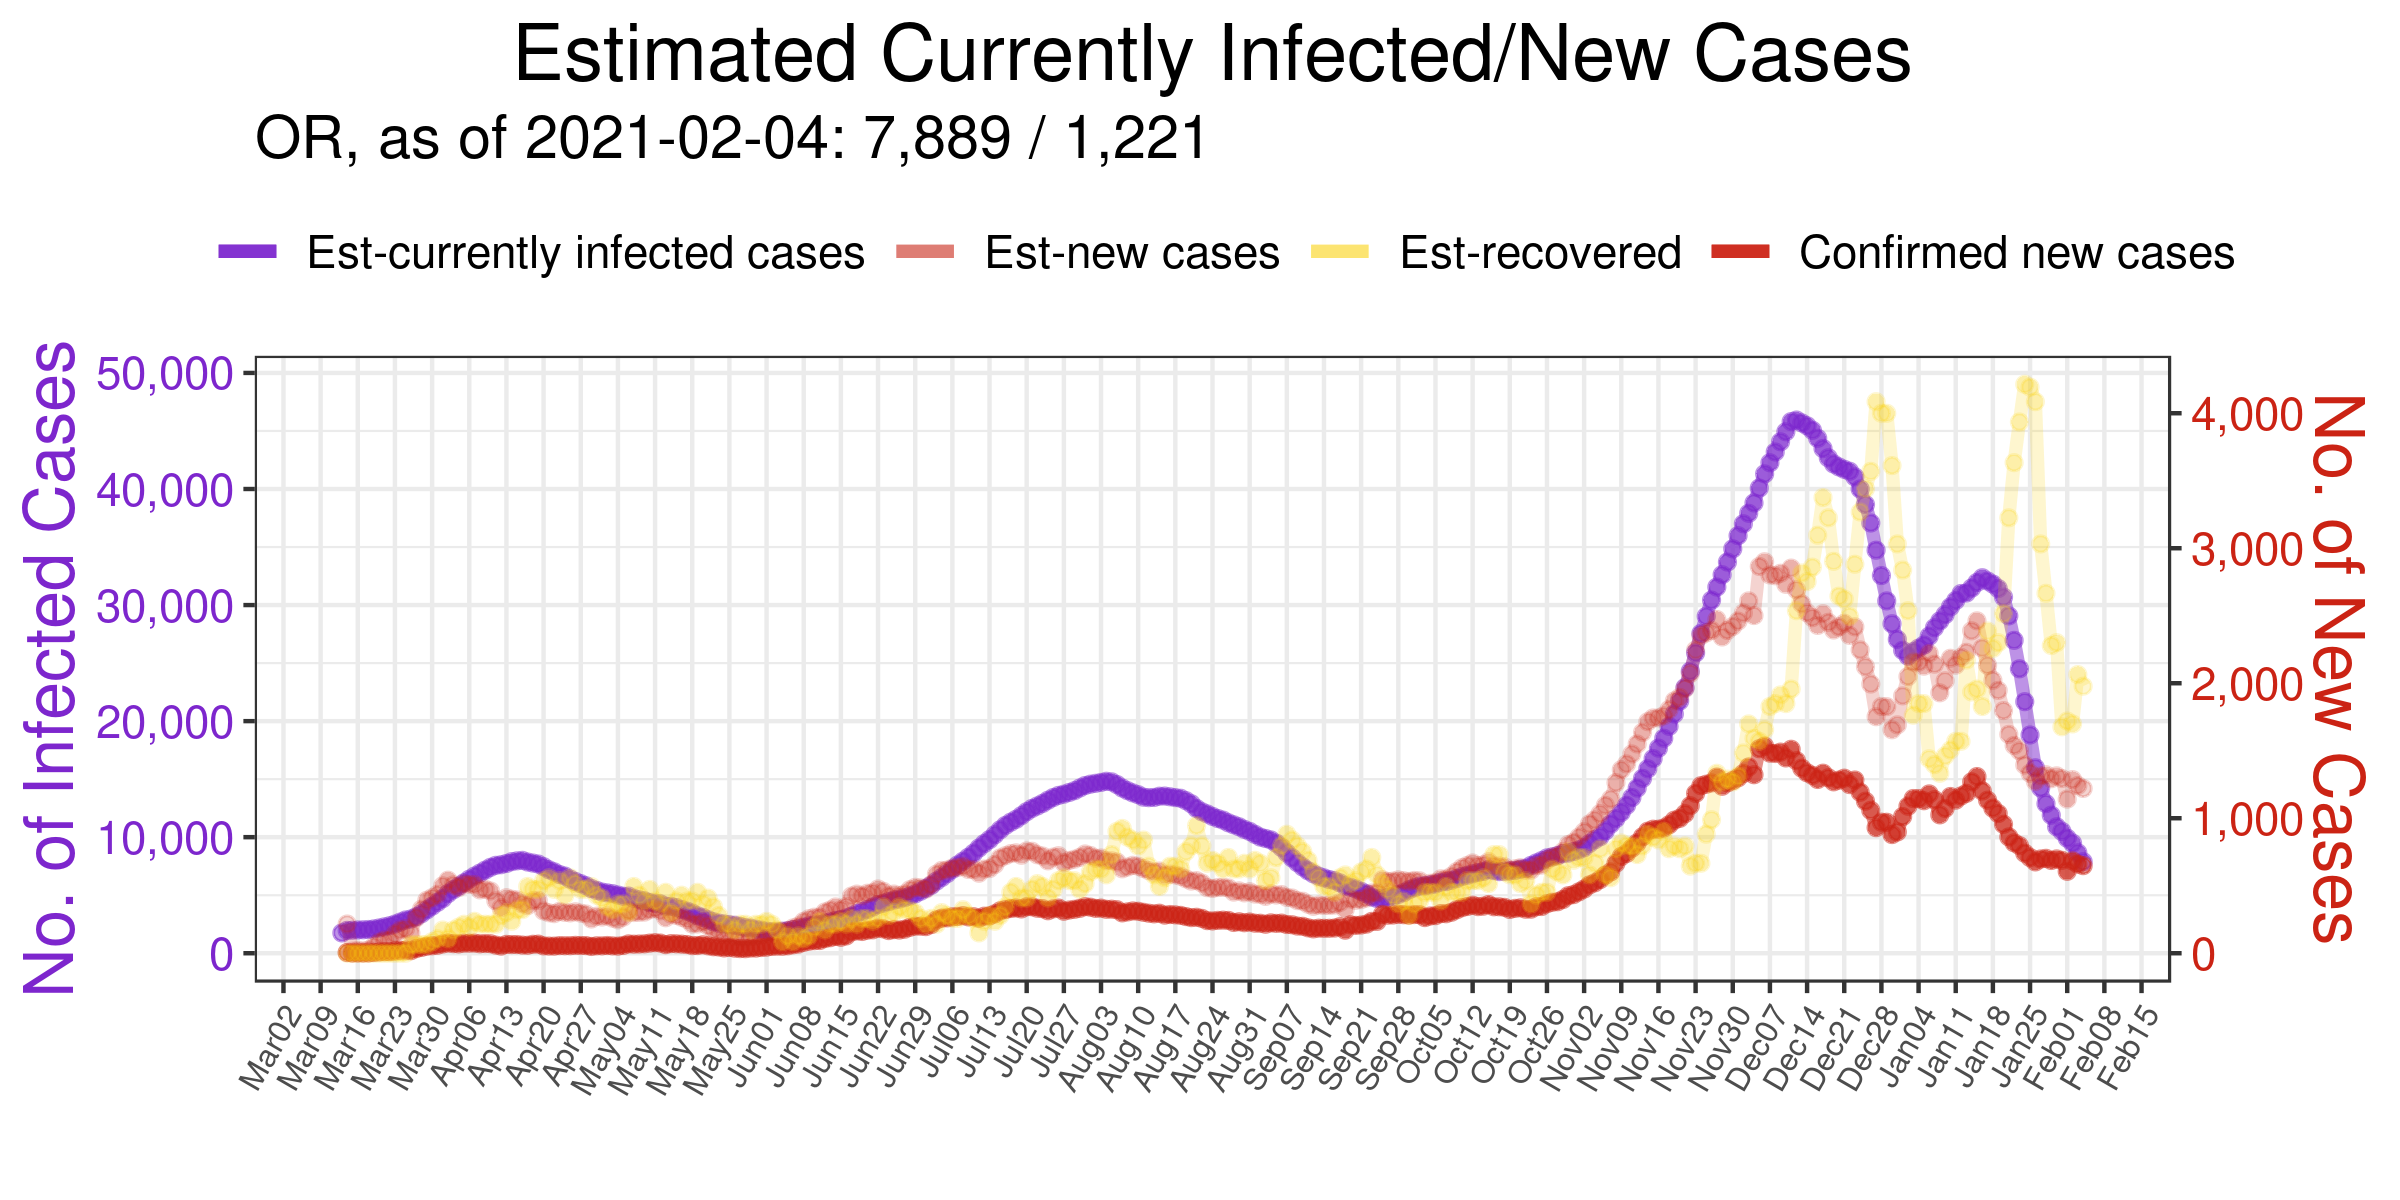 Estimated Currently Infected/New Cases
OR, as of 2021-02-04: 7,889 / 1,221
Est-currently infected cases Est-new cases Est-recovered Confirmed new cases
No. of Infected Cases
50,000
40,000
30,000
20,000
10,000
0
4,000
3,000
2,000
1,000
0
No. of New Cases
Mar02 Mar09 Mar16 Mar23 Mar30 Apr06 Apr13 Apr20 Apr27 May04 May11 May18 May25 Jun01 Jun08 Jun15 Jun22 Jun29 Jul06 Jul13 Jul20 Jul27 Aug03 Aug10 Aug17 Aug24 Aug31 Sep07 Sep14 Sep21 Sep28 Oct05 Oct12 Oct19 Oct26 Nov02 Nov09 Nov16 Nov23 Nov30 Dec07 Dec14 Dec21 Dec28 Jan04 Jan11 Jan18 Jan25 Feb01 Feb08 Feb15